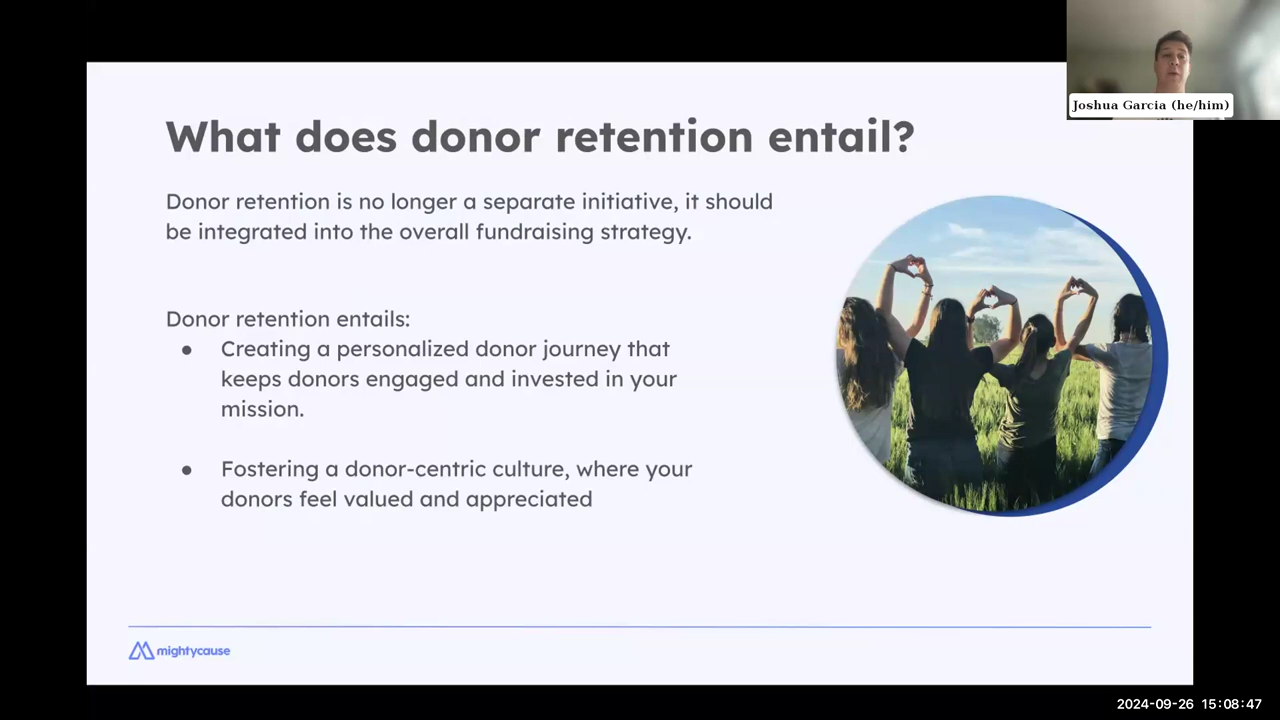 Joshua Garcia (he/him)
What does donor retention entail?
Donor retention is no longer a separate initiative, it should
be integrated into the overall fundraising strategy.
Donor retention entails:
● Creating a personalized donor journey that
keeps donors engaged and invested in your
mission.
● Fostering a donor-centric culture, where your
donors feel valued and appreciated
mightycause
2024-09-26 15:08:47